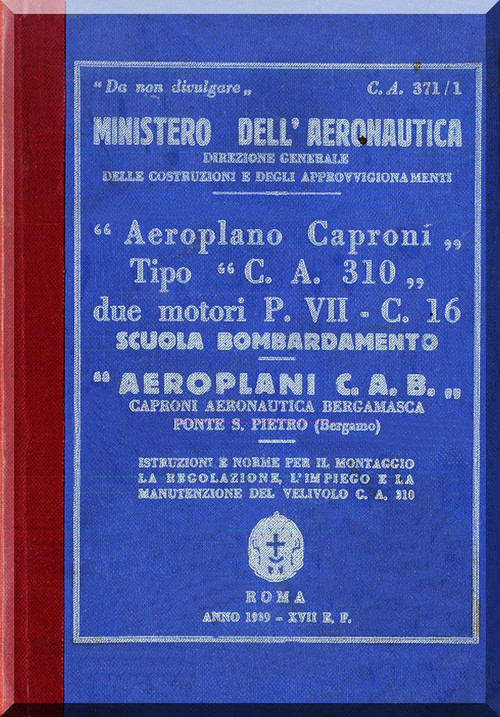 “Da non divulgare„ C. A. 371/1
MINISTERO DELL'AERONAUTICA
DIREZIONE GENERALE
DELLE COSTRUZIONI E DEGLI APPROVVIGIONAMENTI
“ Aeroplano Caproni „
Tipo “ C. A. 310 „
due motori P. VII - C. 16
SCUOLA BOMBARDAMENTO
“ AEROPLANI C. A. B. „
CAPRONI AERONAUTICA BERGAMASCA
PONTE S. PIETRO (Bergamo)
ISTRUZIONI E NORME PER IL MONTAGGIO
LA REGOLAZIONE, L'IMPIEGO E LA
MANUTENZIONE DEL VELIVOLO C. A. 310
ROMA
ANNO 1939 - XVII E. F.